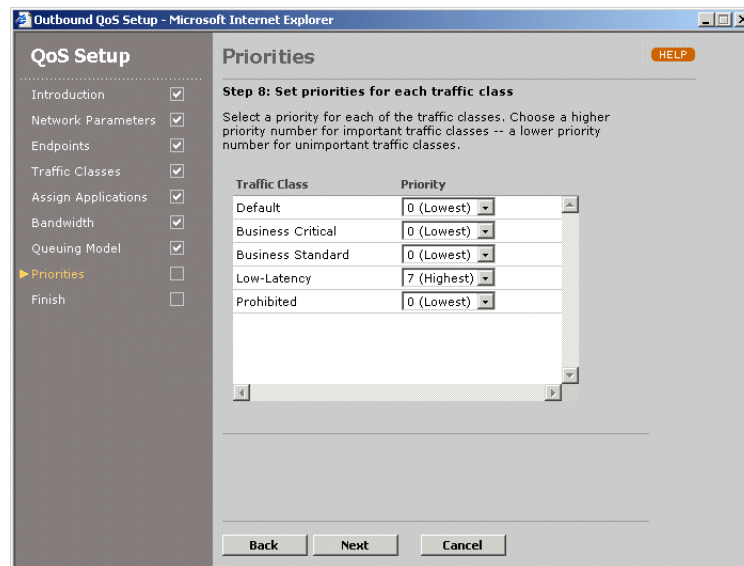 Outbound QoS Setup - Microsoft Internet Explorer
QoS Setup
Introduction
Network Parameters
Endpoints
Traffic Classes
Assign Applications
Bandwidth
Queuing Model
Priorities
Finish
Priorities
HELP
Step 8: Set priorities for each traffic class
Select a priority for each of the traffic classes. Choose a higher
priority number for important traffic classes -- a lower priority
number for unimportant traffic classes.
Traffic Class Priority
Default 0 (Lowest)
Business Critical 0 (Lowest)
Business Standard 0 (Lowest)
Low-Latency 7 (Highest)
Prohibited 0 (Lowest)
Back Next Cancel